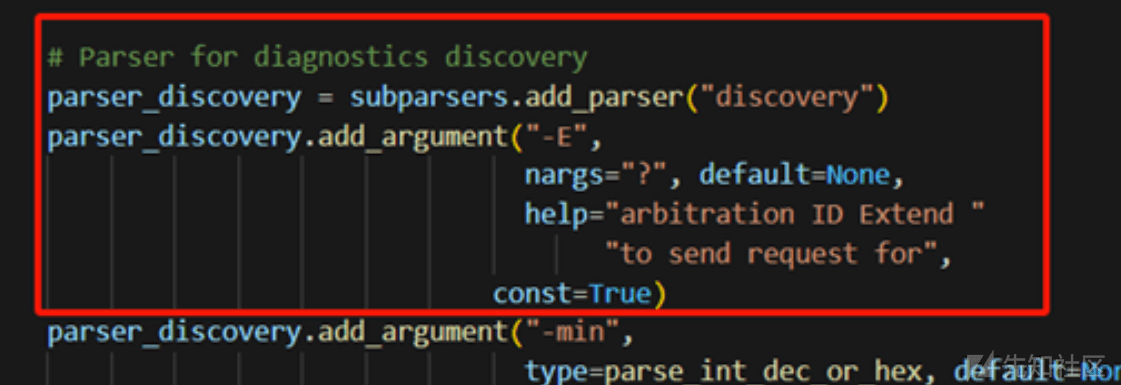 # Parser for diagnostics discovery
parser_discovery = subparsers.add_parser("discovery")
parser_discovery.add_argument("-E",
nargs="?", default=None,
help="arbitration ID Extend "
"to send request for",
const=True)
parser_discovery.add_argument("-min",
type=parse_int_dec_or_hex, default=Non
先知社区